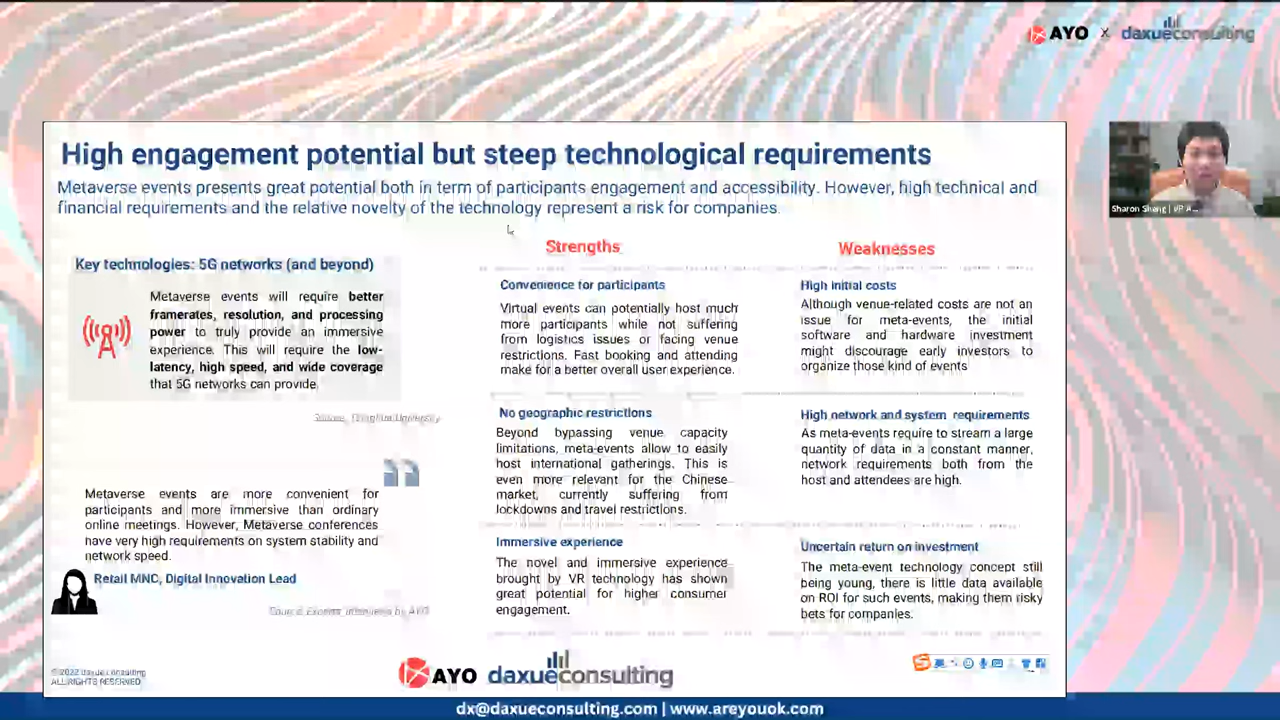 AYO X daxueconsulting
High engagement potential but steep technological requirements
Metaverse events presents great potential both in term of participants engagement and accessibility. However, high technical and
financial requirements and the relative novelty of the technology represent a risk for companies.
Key technologies: 5G networks (and beyond)
Metaverse events will require better
framerates, resolution, and processing
power to truly provide an immersive
experience. This will require the low-
latency, high speed, and wide coverage
that 5G networks can provide.
Source: Tsinghua University
Metaverse events are more convenient for
participants and more immersive than ordinary
online meetings. However, Metaverse conferences
have very high requirements on system stability and
network speed.
Retail MNC, Digital Innovation Lead
Experts interviews by AYO
Strengths
Convenience for participants
Virtual events can potentially host much
more participants while not suffering
from logistics issues or facing venue
restrictions. Fast booking and attending
make for a better overall user experience.
No geographic restrictions
Beyond bypassing venue capacity
limitations, meta-events allow to easily
host international gatherings. This is
even more relevant for the Chinese
market, currently suffering from
lockdowns and travel restrictions.
Immersive experience
The novel and immersive experience
brought by VR technology has shown
great potential for higher consumer
engagement.
Weaknesses
High initial costs
Although venue-related costs are not an
issue for meta-events, the initial
software and hardware investment
might discourage early investors to
organize those kind of events
High network and system requirements
As meta-events require to stream a large
quantity of data in a constant manner,
network requirements both from the
host and attendees are high.
Uncertain return on investment
The meta-event technology concept still
being young, there is little data available
on ROI for such events, making them risky
bets for companies.
Sharon Sheng | VP A...
©2022 daxue consulting
ALL RIGHTS RESERVED
AYO daxueconsulting
dx@daxueconsulting.com | www.areyouok.com